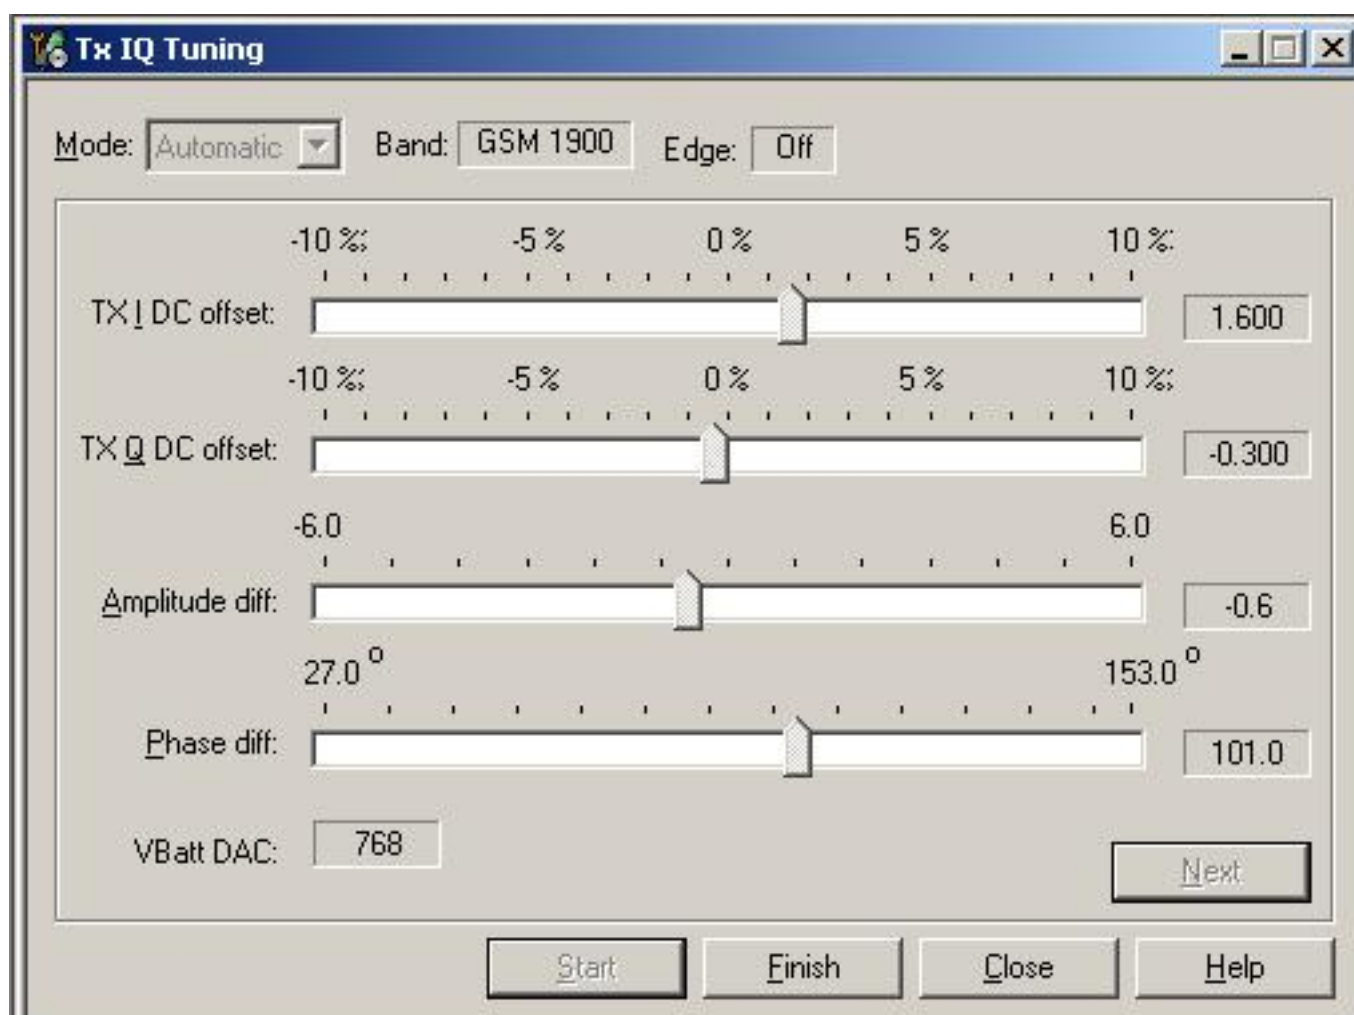 Tx IQ Tuning
Mode: Automatic Band: GSM 1900 Edge: Off
-10 %; -5 % 0 % 5 % 10 %:
TX I DC offset: 1.600
-10 %; -5 % 0 % 5 % 10 %;
TX Q DC offset: -0.300
-6.0 6.0
Amplitude diff: -0.6
27.0 ° 153.0 °
Phase diff: 101.0
VBatt DAC: 768
Next
Start Finish Close Help